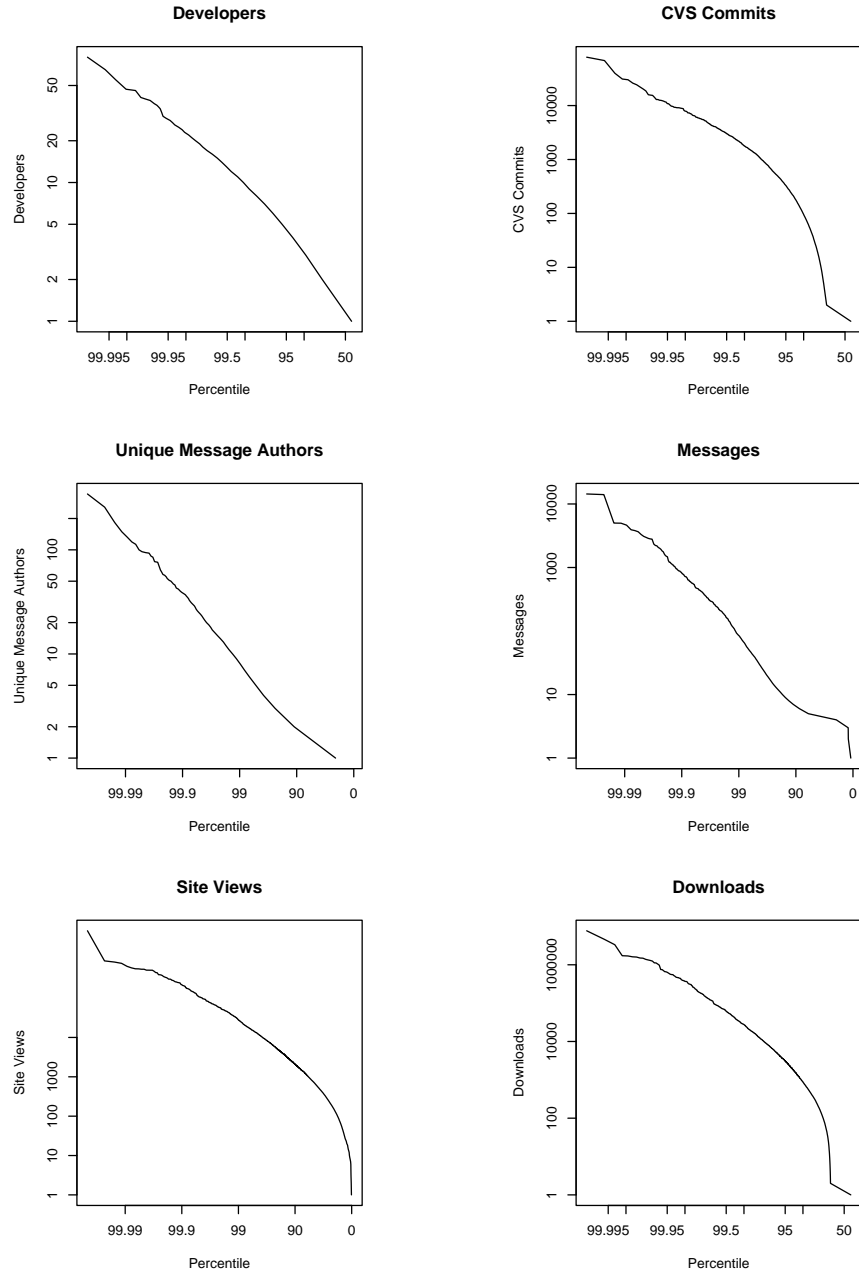 Developers
CVS Commits
Developers
1 2 5 10 20 50
99.995 99.95 99.5 95 50
Percentile
CVS Commits
1 10 100 1000 10000
99.995 99.95 99.5 95 50
Percentile
Unique Message Authors
Messages
Unique Message Authors
1 2 5 10 20 50 100
99.99 99.9 99 90 0
Percentile
Messages
1 10 1000 10000
99.99 99.9 99 90 0
Percentile
Site Views
Downloads
Site Views
1 10 100 1000
99.99 99.9 99 90 0
Percentile
Downloads
1 100 10000 1000000
99.995 99.95 99.5 95 50
Percentile